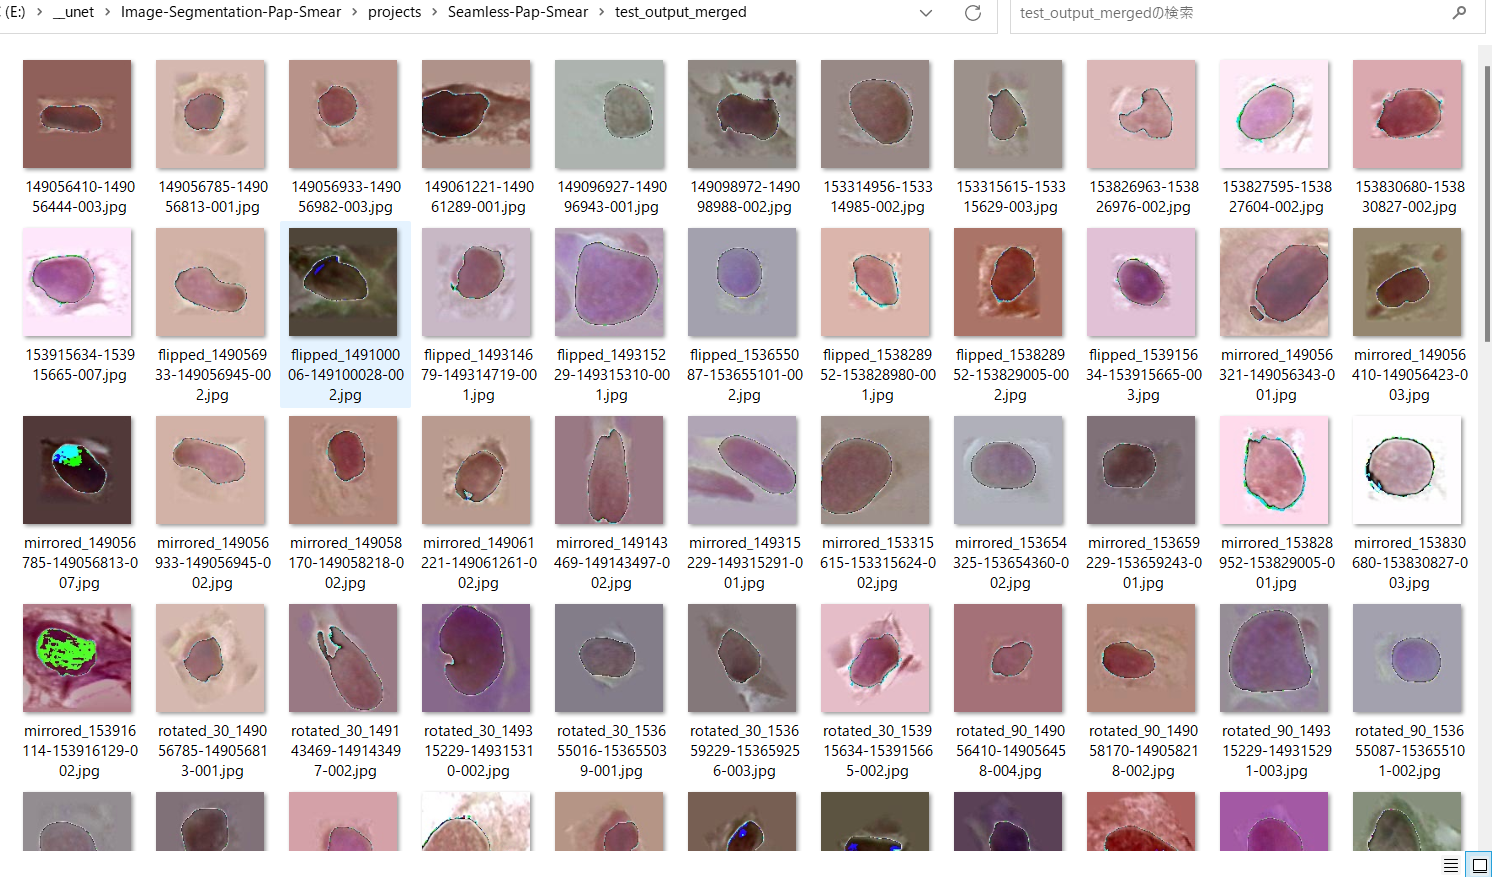 (E:) > __unet > Image-Segmentation-Pap-Smear > projects > Seamless-Pap-Smear > test_output_merged
test_output_mergedの検索
149056410-1490
56444-003.jpg
149056785-1490
56813-001.jpg
149056933-1490
56982-003.jpg
149061221-1490
61289-001.jpg
149096927-1490
96943-001.jpg
149098972-1490
98988-002.jpg
153314956-1533
14985-002.jpg
153315615-1533
15629-003.jpg
153826963-1538
26976-002.jpg
153827595-1538
27604-002.jpg
153830680-1538
30827-002.jpg
153915634-1539
15665-007.jpg
flipped_1490569
33-149056945-00
2.jpg
flipped_1491000
06-149100028-00
2.jpg
flipped_1493146
79-149314719-00
1.jpg
flipped_1493152
29-149315310-00
1.jpg
flipped_1536550
87-153655101-00
2.jpg
flipped_1538289
52-153828980-00
1.jpg
flipped_1538289
52-153829005-00
2.jpg
flipped_1539156
34-153915665-00
3.jpg
mirrored_149056
321-149056343-0
01.jpg
mirrored_149056
410-149056423-0
03.jpg
mirrored_149056
785-149056813-0
07.jpg
mirrored_149056
933-149056945-0
02.jpg
mirrored_149058
170-149058218-0
02.jpg
mirrored_149061
221-149061261-0
02.jpg
mirrored_149143
469-149143497-0
02.jpg
mirrored_149315
229-149315291-0
01.jpg
mirrored_153315
615-153315624-0
02.jpg
mirrored_153654
325-153654360-0
02.jpg
mirrored_153659
229-153659243-0
01.jpg
mirrored_153828
952-153829005-0
01.jpg
mirrored_153830
680-153830827-0
03.jpg
mirrored_153916
114-153916129-0
02.jpg
rotated_30_1490
56785-14905681
3-001.jpg
rotated_30_1491
43469-14914349
7-002.jpg
rotated_30_1493
15229-14931531
0-002.jpg
rotated_30_1536
55016-15365503
9-001.jpg
rotated_30_1536
59229-15365925
6-003.jpg
rotated_30_1539
15634-15391566
5-002.jpg
rotated_90_1490
56410-14905645
8-004.jpg
rotated_90_1490
58170-14905821
8-002.jpg
rotated_90_1493
15229-14931529
1-003.jpg
rotated_90_1536
55087-15365510
1-002.jpg